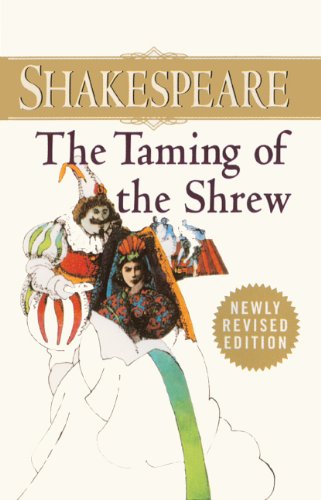 SHAKESPEARE
The Taming of
the Shrew
NEWLY
REVISED
EDITION